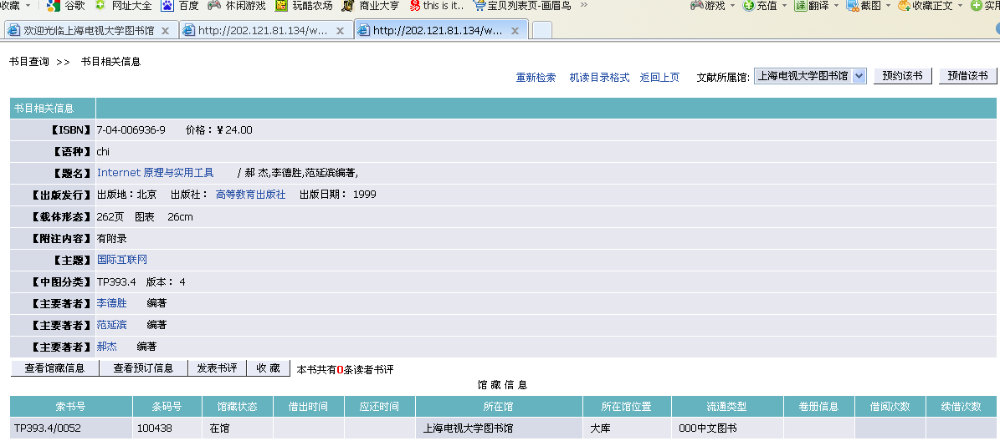 收藏 谷歌 网址大全 百度 休闲游戏 玩酷农场 商业大亨 this is it.. 宝贝列表页-画眉鸟 » 游戏 充值 翻译 截图 收藏正文 实用
欢迎光临上海电视大学图书馆 http://202.121.81.134/w... http://202.121.81.134/w...
书目查询 >> 书目相关信息
重新检索 机读目录格式 返回上页 文献所属馆: 上海电视大学图书馆 预约该书 预借该书
书目相关信息
【ISBN】 7-04-006936-9 价格：¥24.00
【语种】 chi
【题名】 Internet 原理与实用工具 / 郝 杰,李德胜,范延滨编著,
【出版发行】 出版地：北京 出版社： 高等教育出版社 出版日期： 1999
【载体形态】 262页 图表 26cm
【附注内容】 有附录
【主题】 国际互联网
【中图分类】 TP393.4 版本： 4
【主要著者】 李德胜 编著
【主要著者】 范延滨 编著
【主要著者】 郝杰 编著
查看馆藏信息 查看预订信息 发表书评 收 藏 本书共有0条读者书评
馆 藏 信 息
索书号 条码号 馆藏状态 借出时间 应还时间 所在馆 所在馆位置 流通类型 卷册信息 借阅次数 续借次数
TP393.4/0052 100438 在馆 上海电视大学图书馆 大库 000中文图书